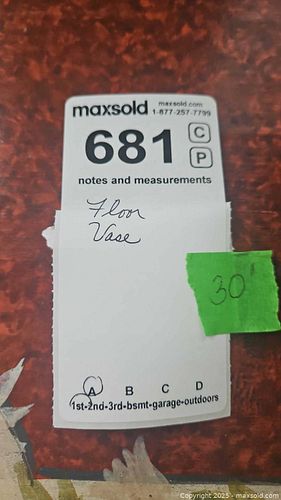 maxsold maxsold.com
1-877-257-7799
681 C
P
notes and measurements
Floor
Vase
30"
A B C D
1st-2nd-3rd-bsmt-garage-outdoors
Copyright 2025 - maxsold.com